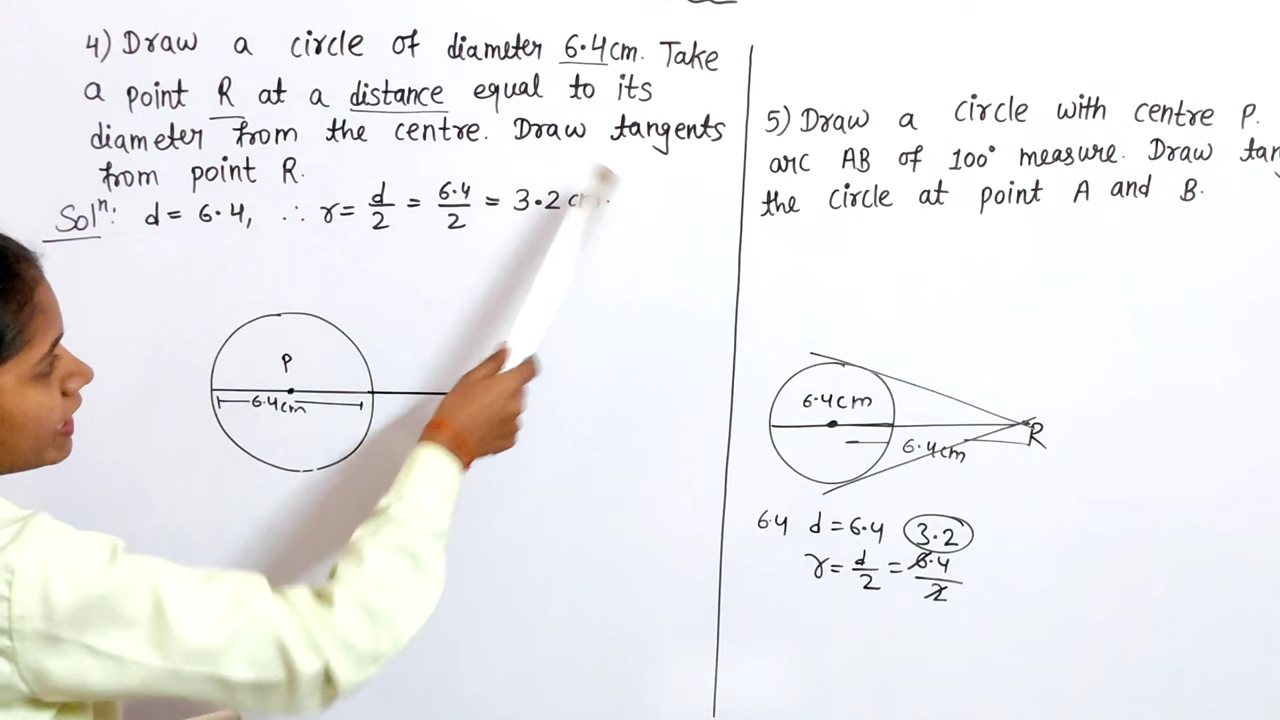 4) Draw a circle of diameter 6.4cm. Take
a point R at a distance equal to its
diameter from the centre. Draw tangents
from point R.
Solⁿ: d = 6.4, ∴ r = d/2 = 6.4/2 = 3.2
P
6.4cm
5) Draw a circle with centre P.
arc AB of 100° measure. Draw
the circle at point A and B.
6.4cm
6.4cm
R
6.4 d = 6.4 3.2
r = d/2 = 6.4/2